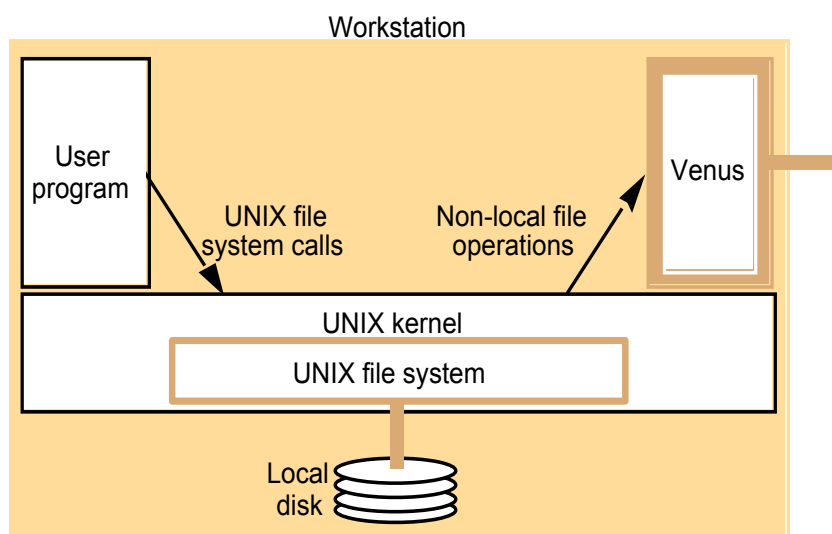 Workstation
User
program
Venus
UNIX file
system calls
Non-local file
operations
UNIX kernel
UNIX file system
Local
disk